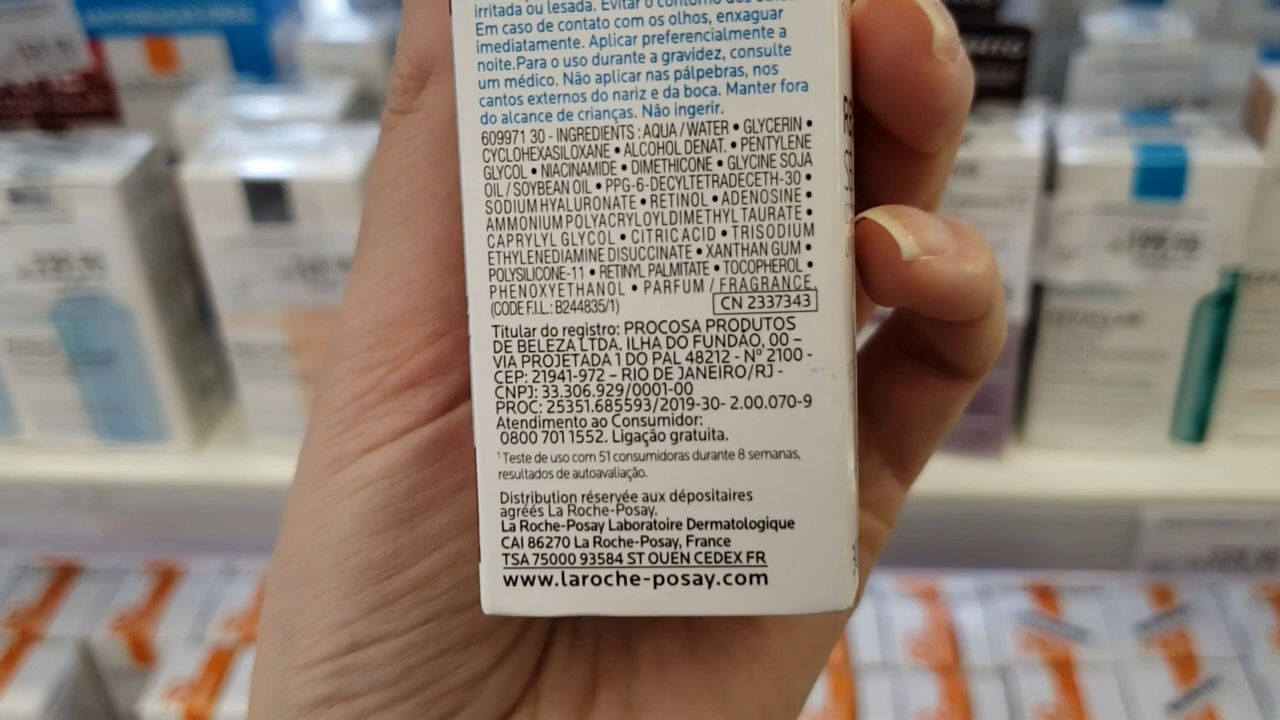 irritada ou lesada. Evitar o contorno dos
Em caso de contato com os olhos, enxaguar
imediatamente. Aplicar preferencialmente a
noite.Para o uso durante a gravidez, consulte
um médico. Não aplicar nas pálpebras, nos
cantos externos do nariz e da boca. Manter fora
do alcance de crianças. Não ingerir.
609971 30 - INGREDIENTS : AQUA / WATER • GLYCERIN •
CYCLOHEXASILOXANE • ALCOHOL DENAT. • PENTYLENE
GLYCOL • NIACINAMIDE • DIMETHICONE • GLYCINE SOJA
OIL / SOYBEAN OIL • PPG-6-DECYLTETRADECETH-30 •
SODIUM HYALURONATE • RETINOL • ADENOSINE •
AMMONIUM POLYACRYLOYLDIMETHYL TAURATE •
CAPRYLYL GLYCOL • CITRIC ACID • TRISODIUM
ETHYLENEDIAMINE DISUCCINATE • XANTHAN GUM •
POLYSILICONE-11 • RETINYL PALMITATE • TOCOPHEROL •
PHENOXYETHANOL • PARFUM / FRAGRANCE.
(CODE F.I.L.: B244835/1) CN 2337343
Titular do registro: PROCOSA PRODUTOS
DE BELEZA LTDA. ILHA DO FUNDÃO, 00 –
VIA PROJETADA 1 DO PAL 48212 - Nº 2100 -
CEP: 21941-972 – RIO DE JANEIRO/RJ -
CNPJ: 33.306.929/0001-00
PROC: 25351.685593/2019-30- 2.00.070-9
Atendimento ao Consumidor:
0800 701 1552. Ligação gratuita.
¹ Teste de uso com 51 consumidoras durante 8 semanas,
resultados de autoavaliação.
Distribution réservée aux dépositaires
agréés La Roche-Posay.
La Roche-Posay Laboratoire Dermatologique
CAI 86270 La Roche-Posay, France
TSA 75000 93584 ST OUEN CEDEX FR
www.laroche-posay.com